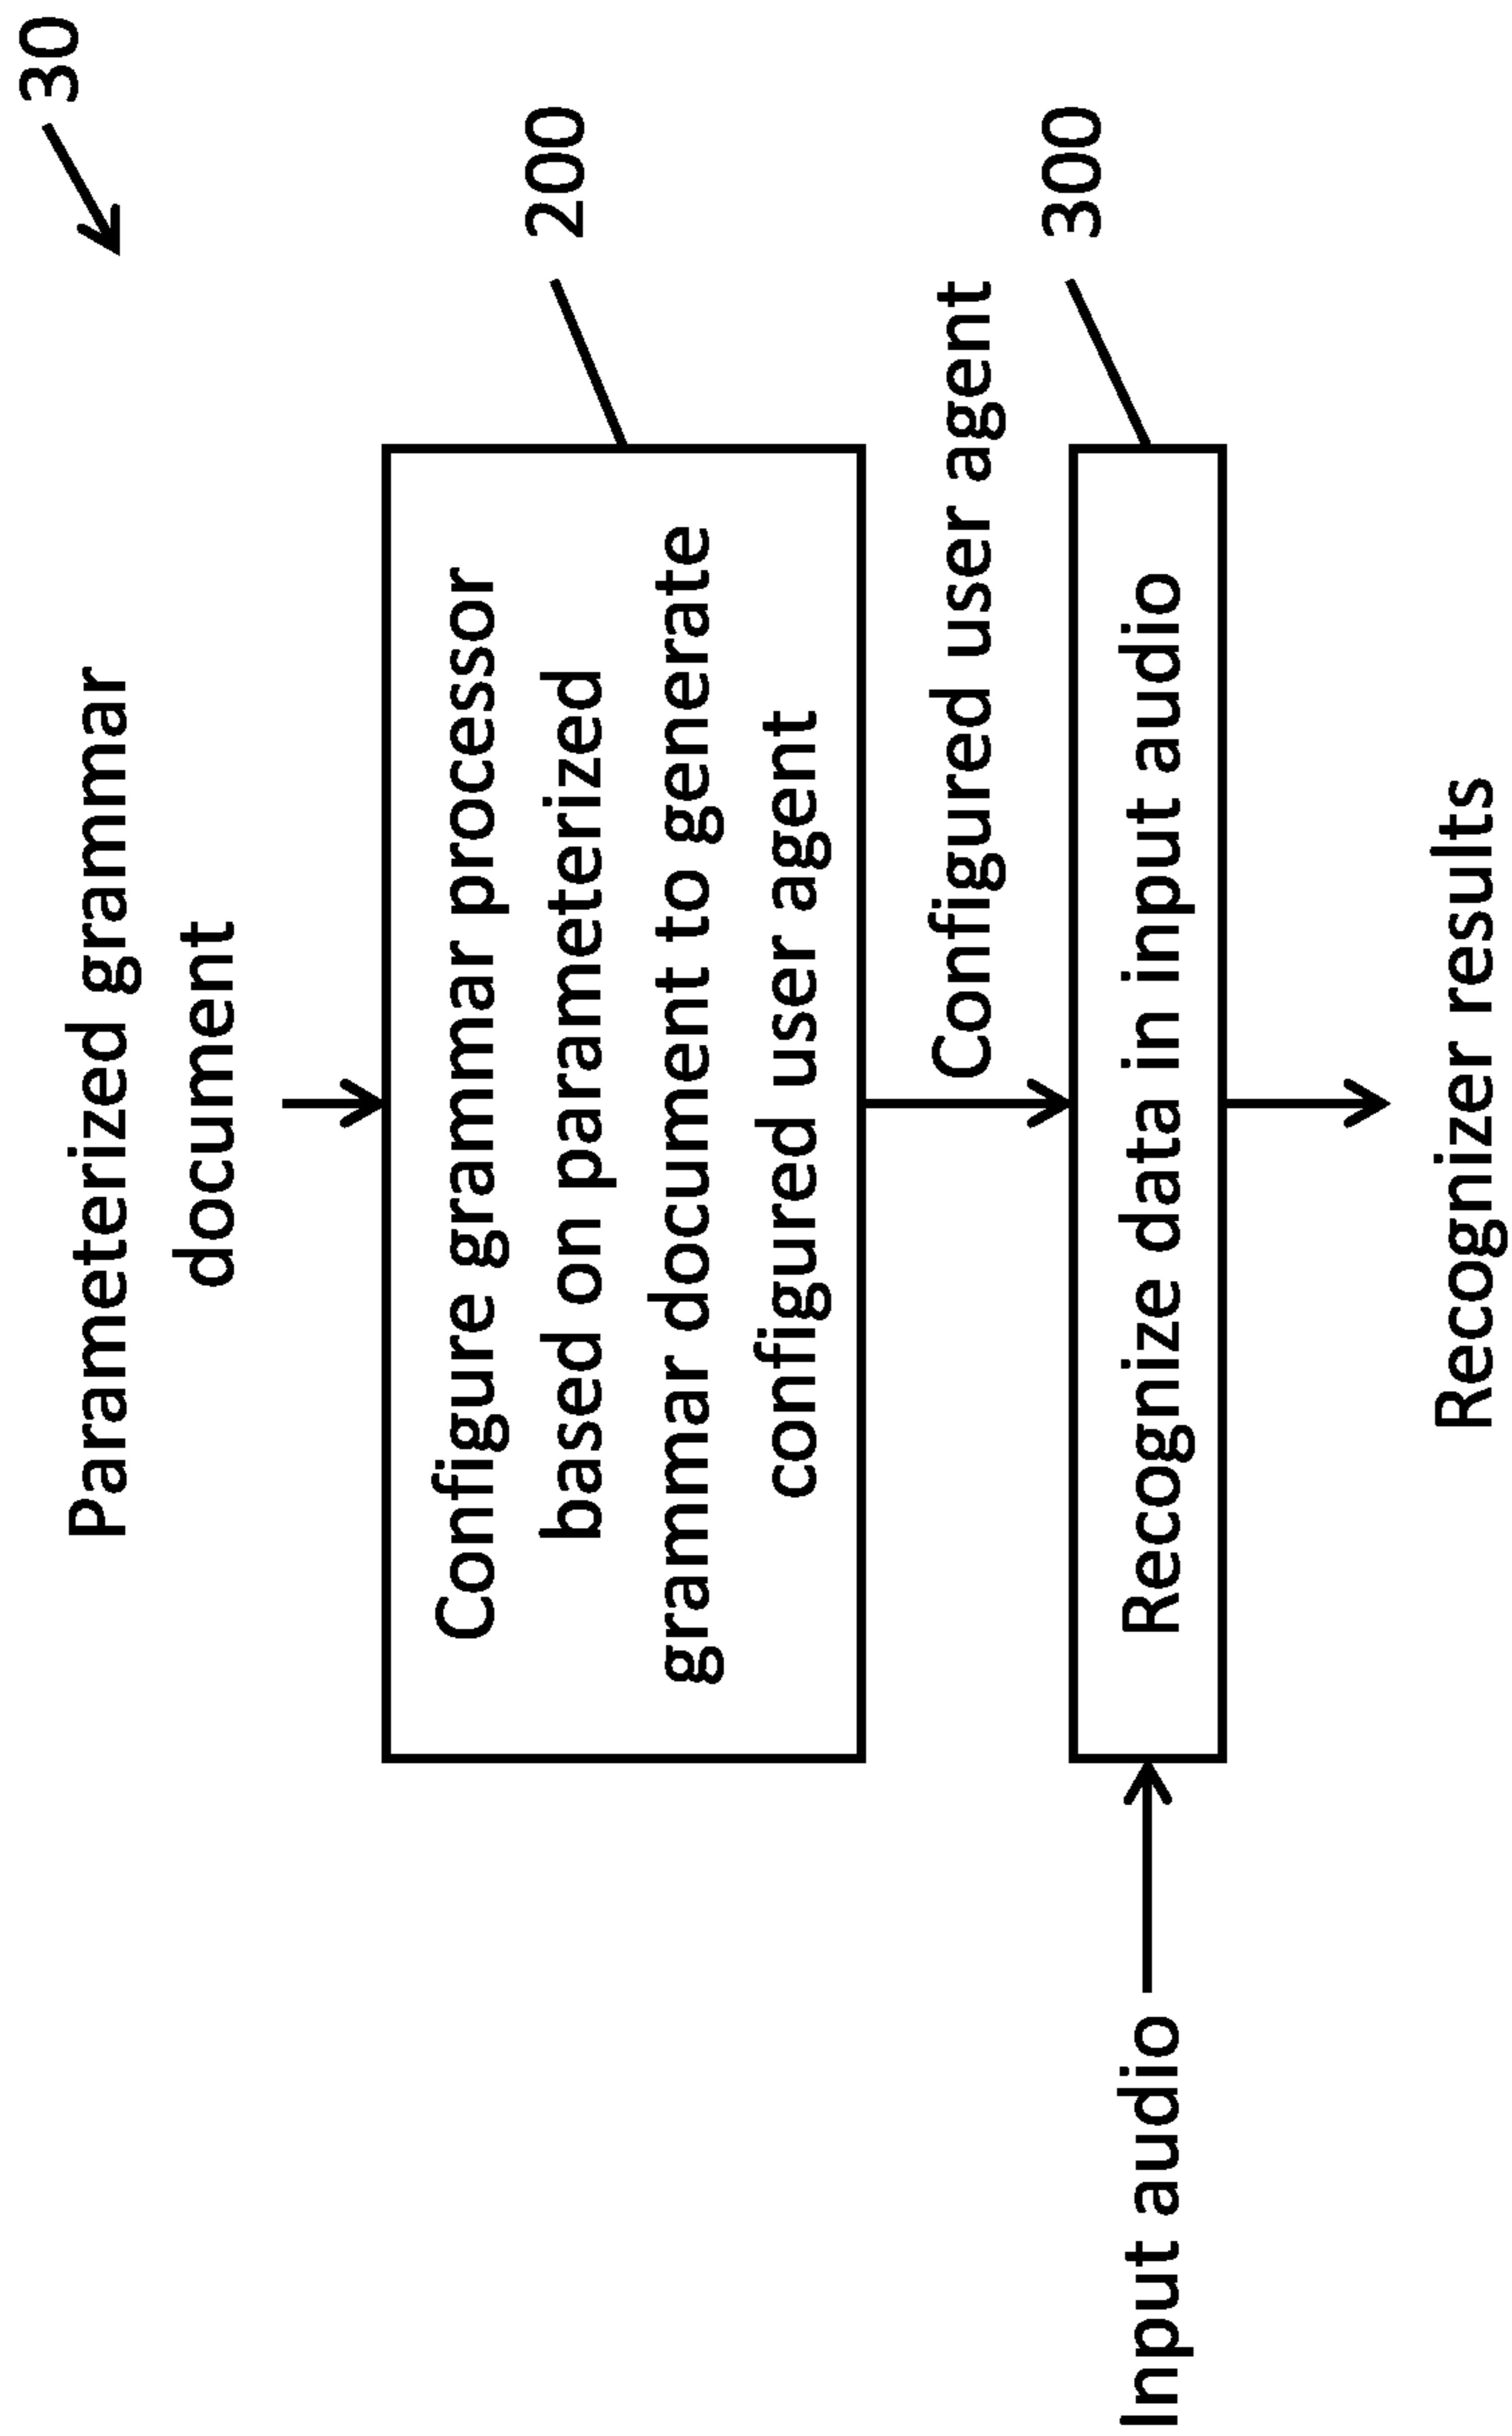 30
Parameterized grammar
document
200
Configure grammar processor
based on parameterized
grammar document to generate
configured user agent
Configured user agent
300
Input audio
Recognize data in input audio
Recognizer results